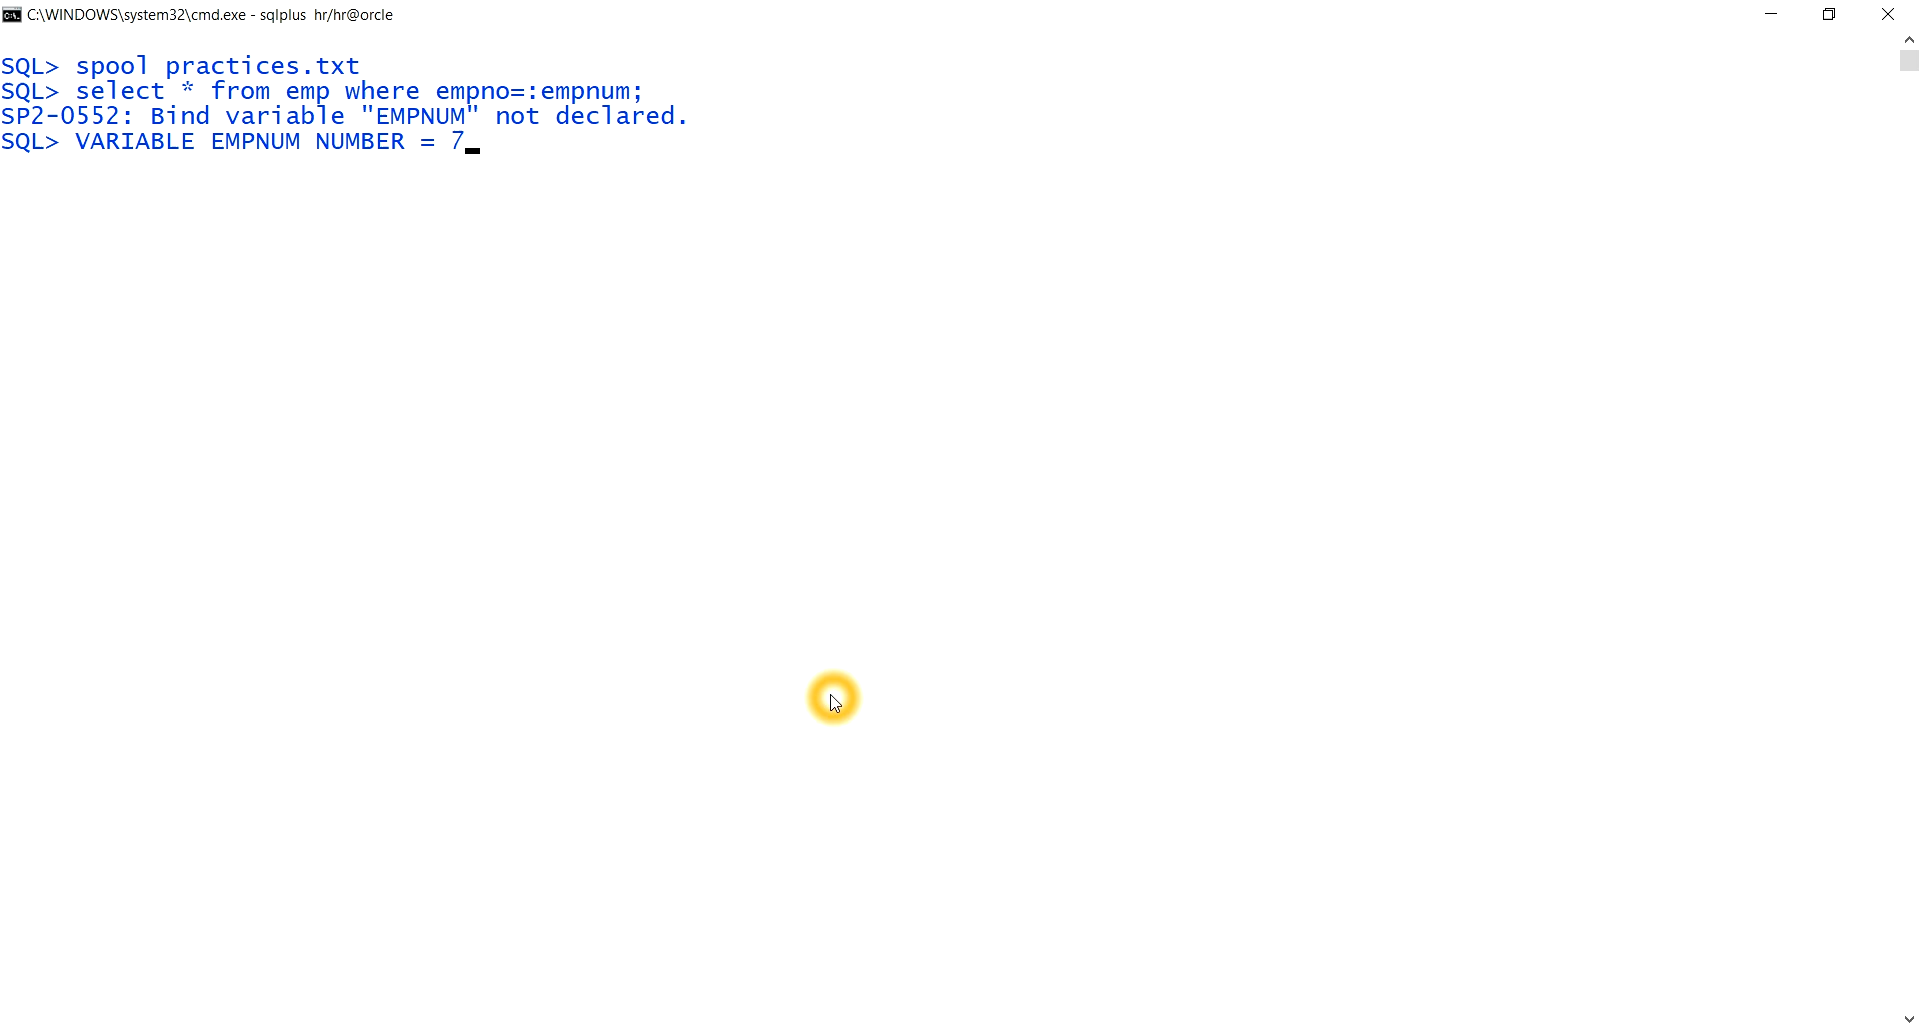 C:\WINDOWS\system32\cmd.exe - sqlplus  hr/hr@orcle
SQL> spool practices.txt
SQL> select * from emp where empno=:empnum;
SP2-0552: Bind variable "EMPNUM" not declared.
SQL> VARIABLE EMPNUM NUMBER = 7